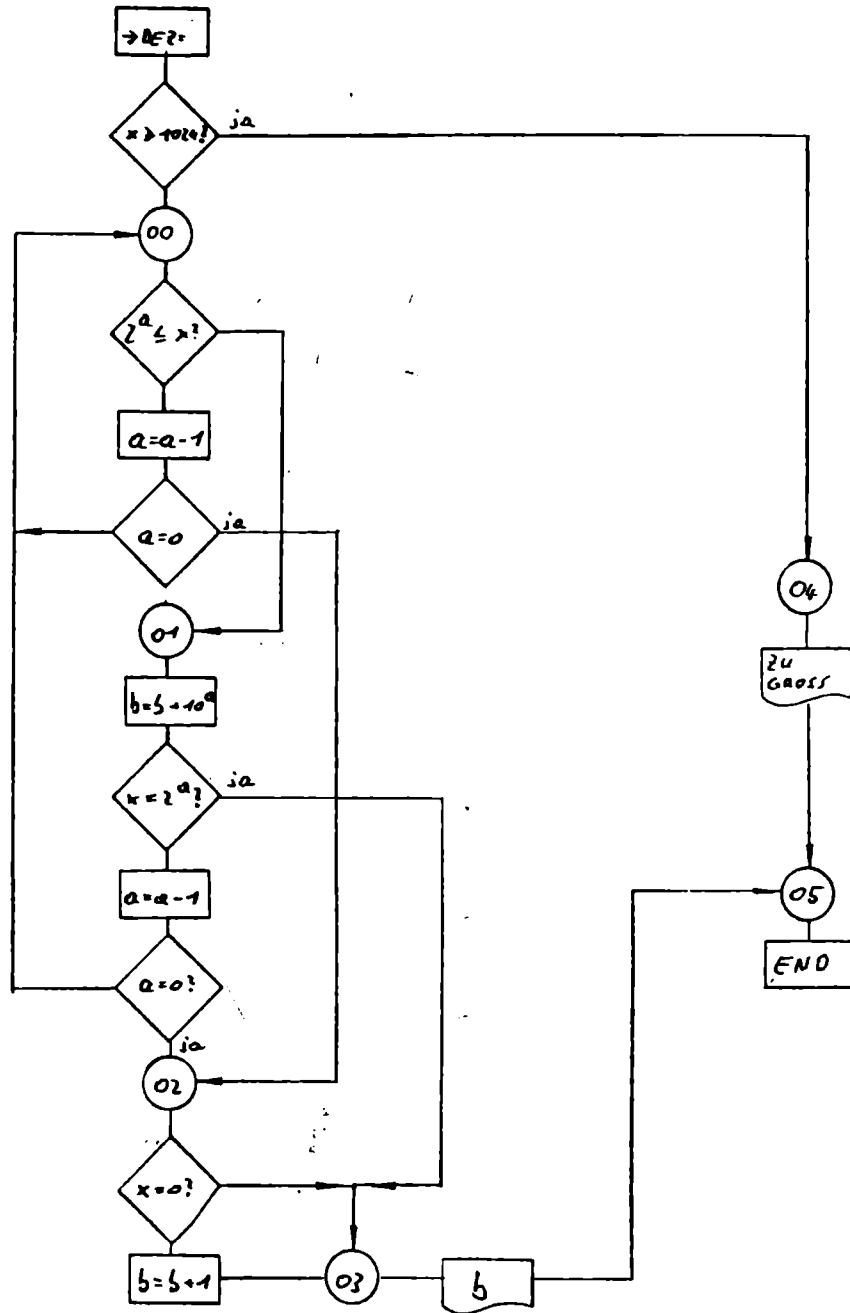 →DEZ=
x ≥ 1024?
ja
00
2^a ≤ x?
a=a-1
a=0
ja
01
b=b+10^a
x=2^a?
ja
a=a-1
a=0?
ja
02
x=0?
b=b+1
03
b
04
ZU
GROSS
05
END